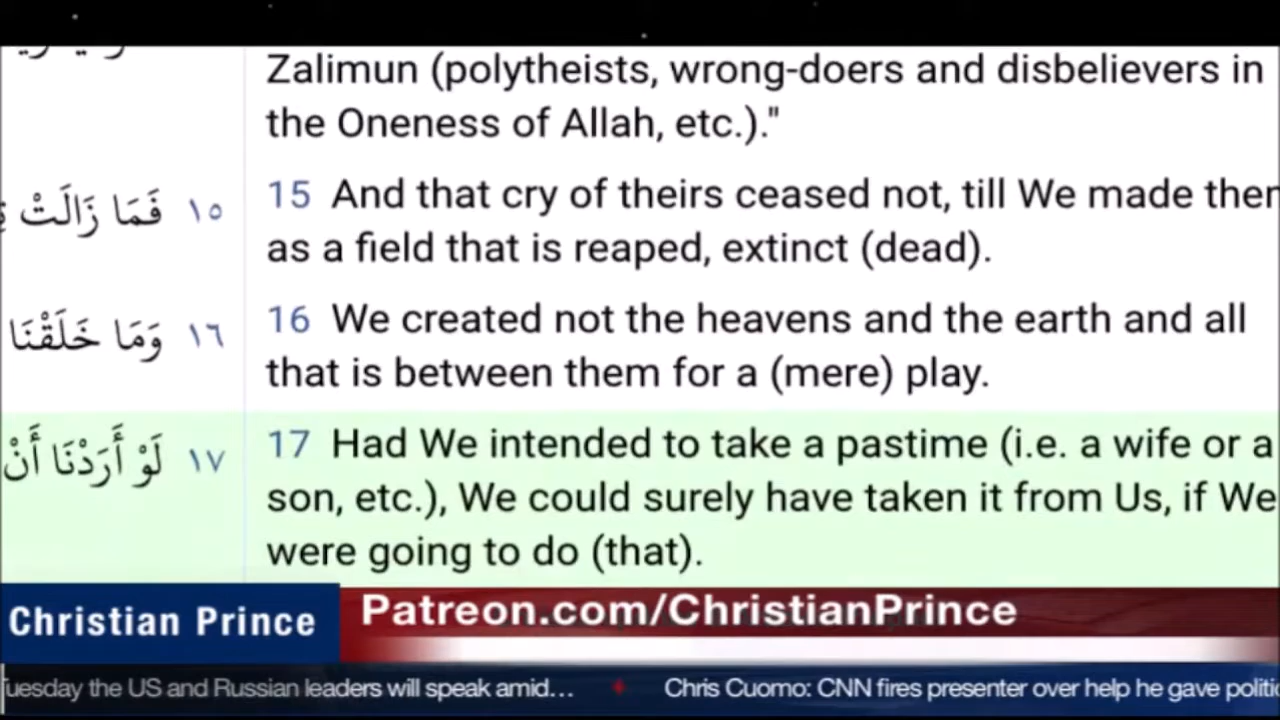 Zalimun (polytheists, wrong-doers and disbelievers in
the Oneness of Allah, etc.)."
15 And that cry of theirs ceased not, till We made
as a field that is reaped, extinct (dead).
١٥ فَمَا زَالَتْ
16 We created not the heavens and the earth and all
that is between them for a (mere) play.
١٦ وَمَا خَلَقْنَا
17 Had We intended to take a pastime (i.e. a wife or a
son, etc.), We could surely have taken it from Us, if We
were going to do (that).
١٧ لَوْ أَرَدْنَا أَنْ
Christian Prince
Patreon.com/ChristianPrince
uesday the US and Russian leaders will speak amid... Chris Cuomo: CNN fires presenter over help he gave